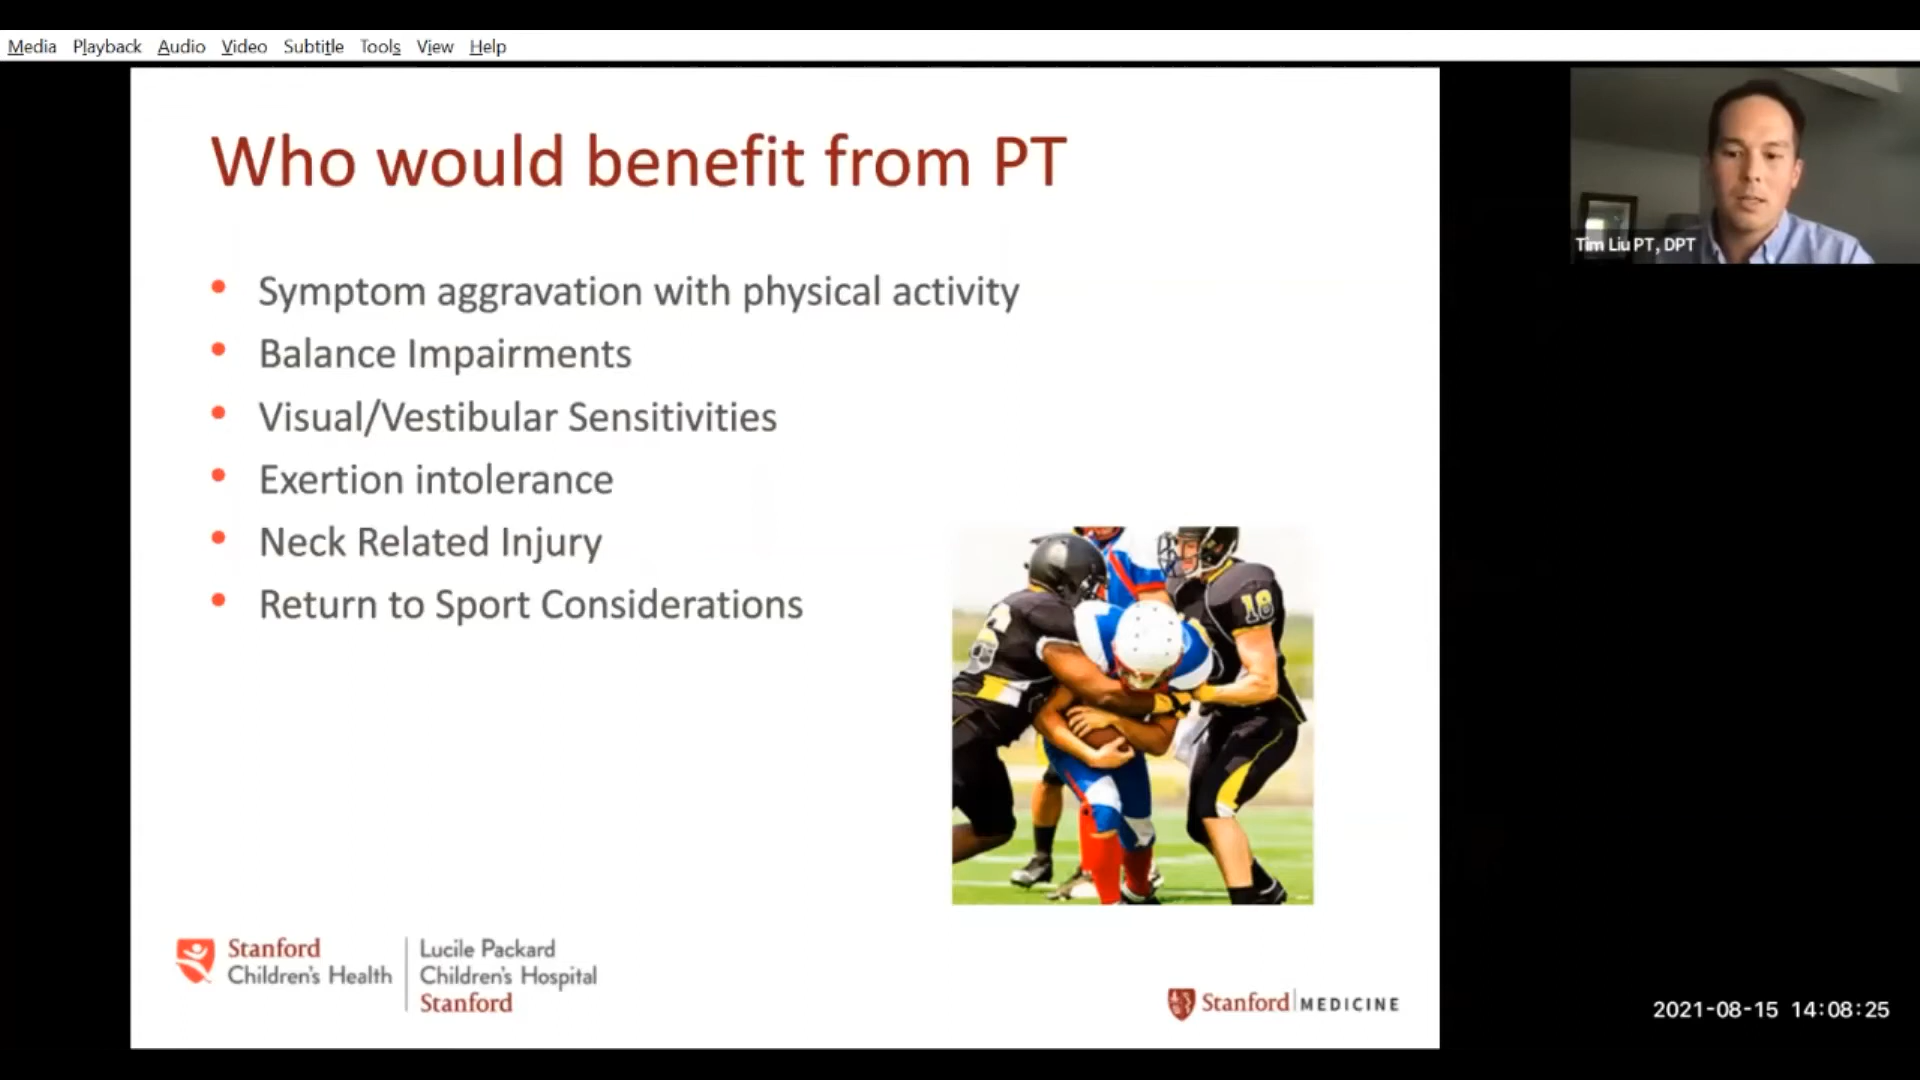 Media Playback Audio Video Subtitle Tools View Help
Who would benefit from PT
• Symptom aggravation with physical activity
• Balance Impairments
• Visual/Vestibular Sensitivities
• Exertion intolerance
• Neck Related Injury
• Return to Sport Considerations
18
Stanford
Children's Health
Lucile Packard
Children's Hospital
Stanford
Stanford MEDICINE
Tim Liu PT, DPT
2021-08-15 14:08:25